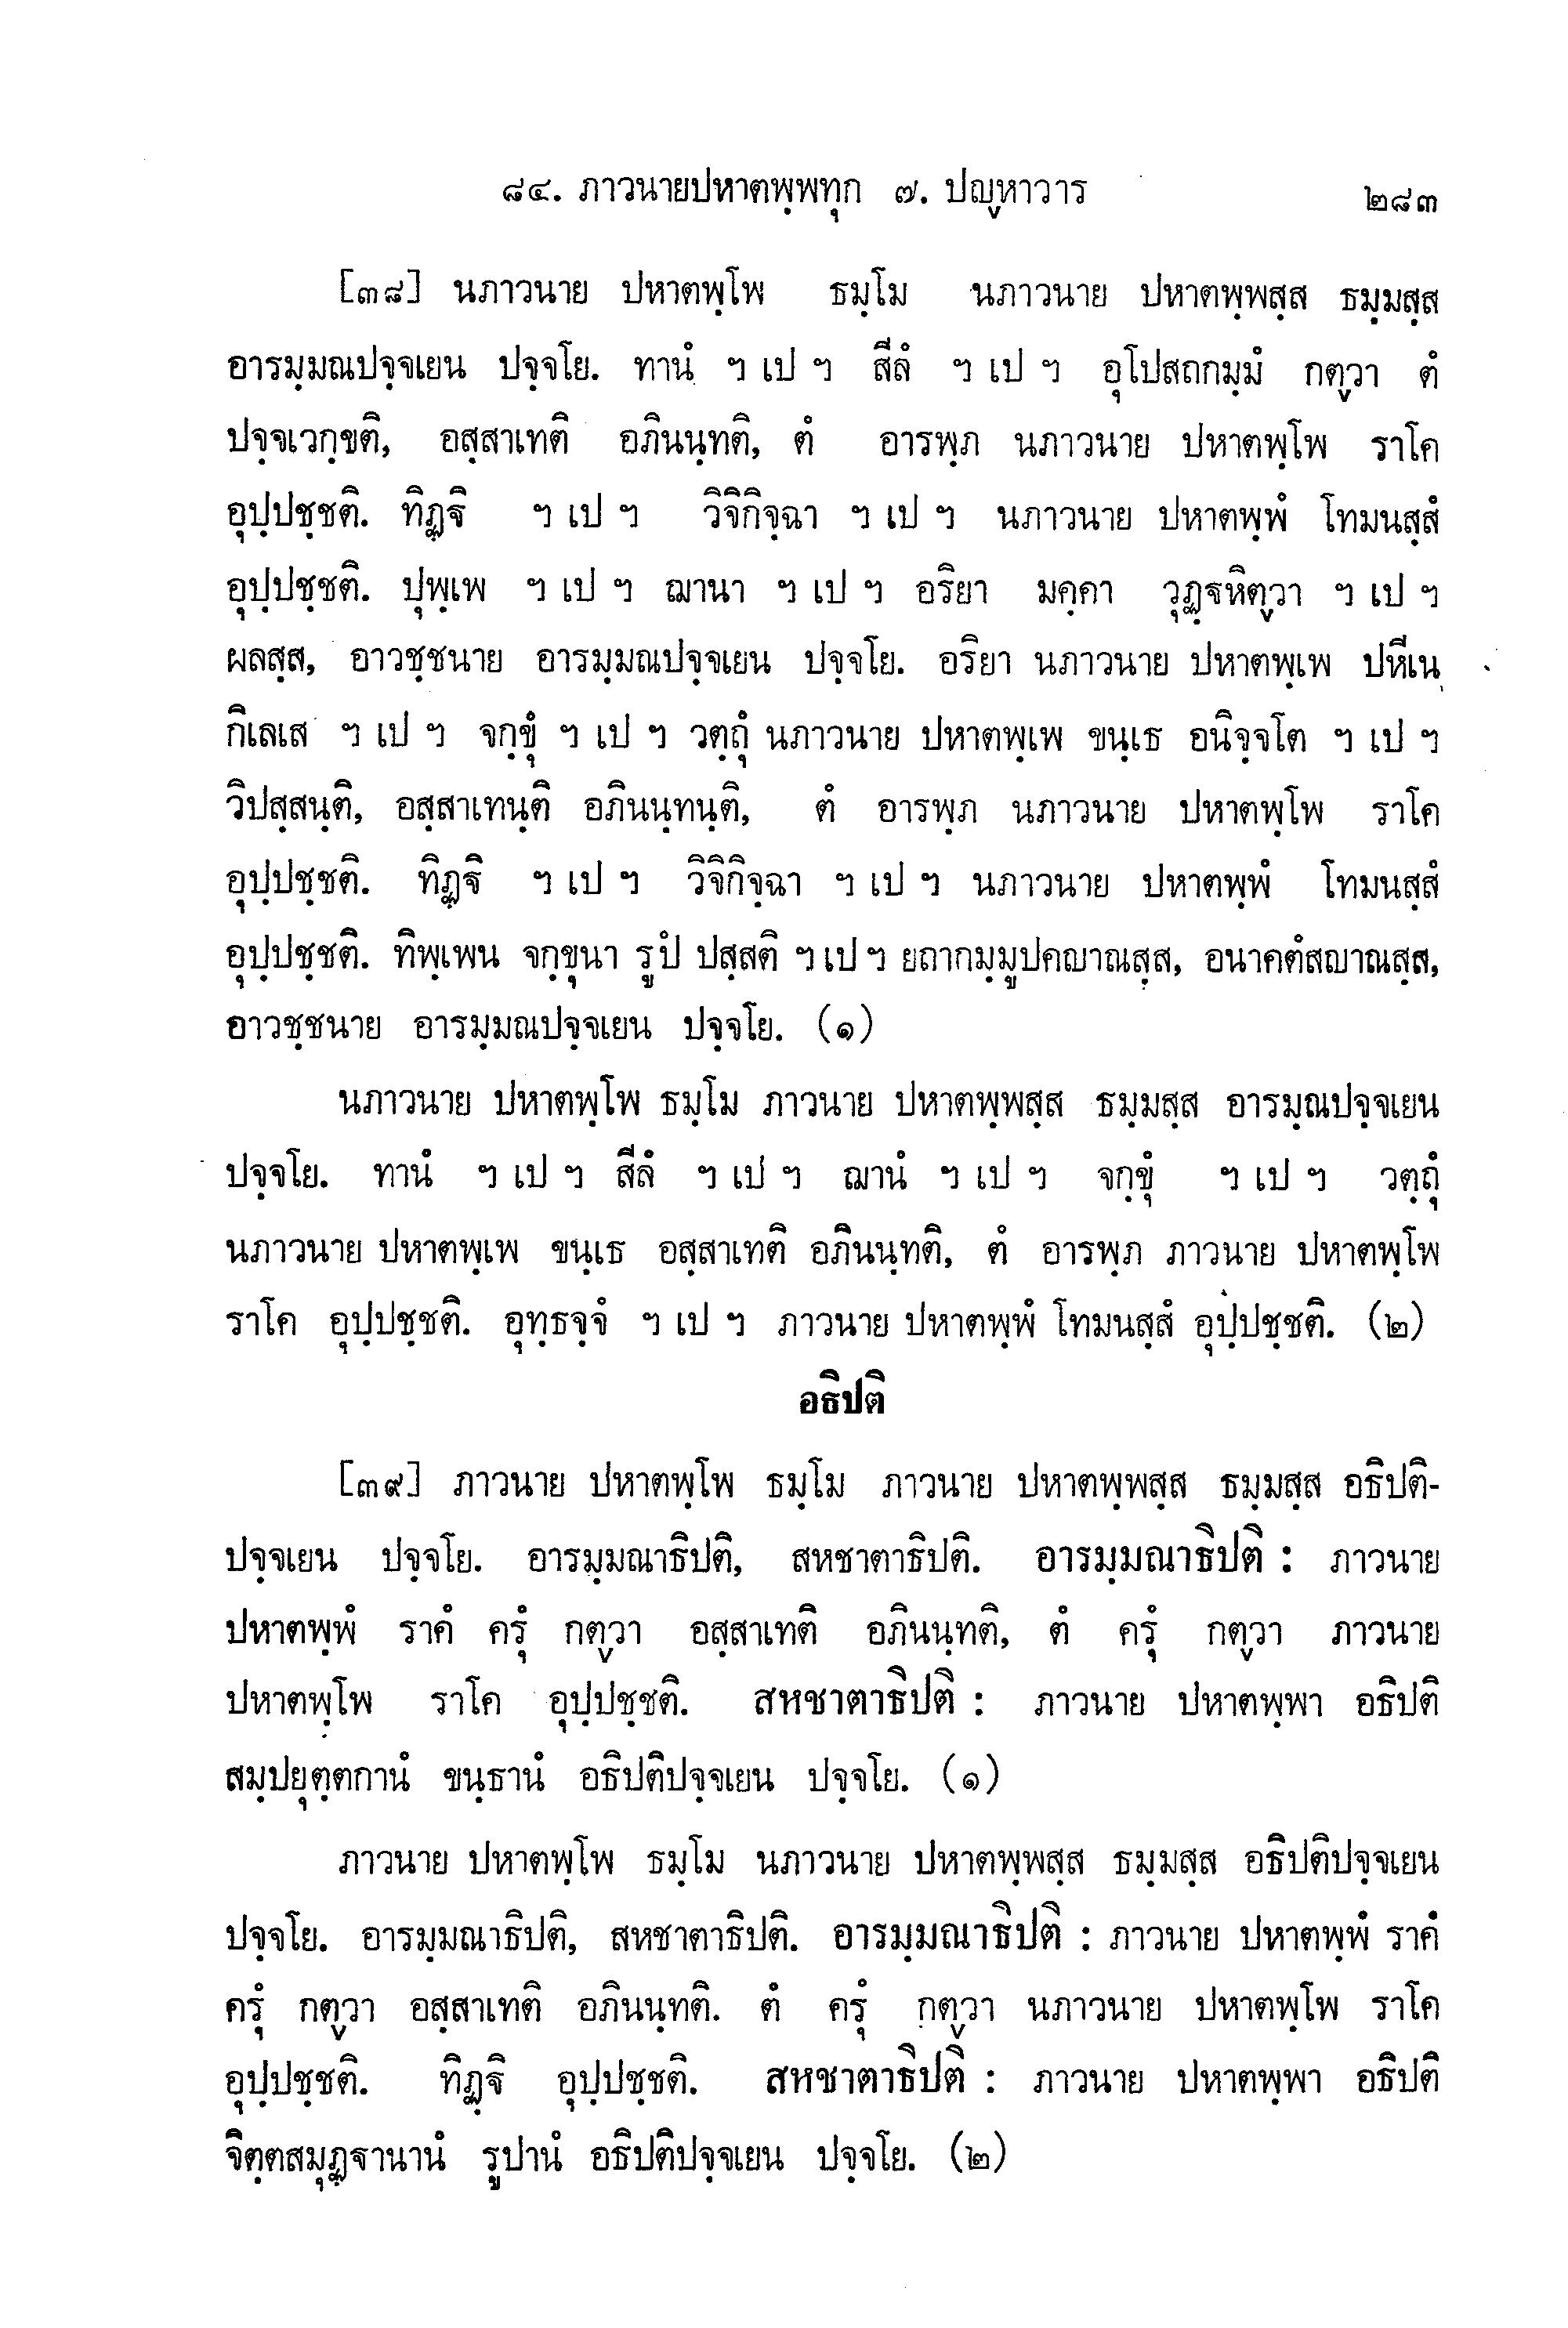 ๘๔. ภาวนายปหาตพฺพทุก ๗. ปญฺหาวาร ๒๘๓
[๓๘] นภาวนาย ปหาตพฺโพ ธมฺโม นภาวนาย ปหาตพฺพสฺส ธมฺมสฺส
อารมฺมณปจฺจเยน ปจฺจโย. ทานํ ฯ เป ฯ สีลํ ฯ เป ฯ อุโปสถกมฺมํ กตฺวา ตํ
ปจฺจเวกฺขติ, อสฺสาเทติ อภินนฺทติ, ตํ อารพฺภ นภาวนาย ปหาตพฺโพ ราโค
อุปฺปชฺชติ. ทิฏฺฐิ ฯ เป ฯ วิจิกิจฺฉา ฯ เป ฯ นภาวนาย ปหาตพฺพํ โทมนสฺสํ
อุปฺปชฺชติ. ปุพฺเพ ฯ เป ฯ ฌานา ฯ เป ฯ อริยา มคฺคา วุฏฺฐหิตฺวา ฯ เป ฯ
ผลสฺส, อาวชฺชนาย อารมฺมณปจฺจเยน ปจฺจโย. อริยา นภาวนาย ปหาตพฺเพ ปหีเน
กิเลเส ฯ เป ฯ จกฺขุํ ฯ เป ฯ วตฺถุํ นภาวนาย ปหาตพฺเพ ขนฺเธ อนิจฺจโต ฯ เป ฯ
วิปสฺสนฺติ, อสฺสาเทนฺติ อภินนฺทนฺติ, ตํ อารพฺภ นภาวนาย ปหาตพฺโพ ราโค
อุปฺปชฺชติ. ทิฏฺฐิ ฯ เป ฯ วิจิกิจฺฉา ฯ เป ฯ นภาวนาย ปหาตพฺพํ โทมนสฺสํ
อุปฺปชฺชติ. ทิพฺเพน จกฺขุนา รูปํ ปสฺสติ ฯ เป ฯ ยถากมฺมูปคญาณสฺส, อนาคตํสญาณสฺส,
อาวชฺชนาย อารมฺมณปจฺจเยน ปจฺจโย. (๑)
นภาวนาย ปหาตพฺโพ ธมฺโม ภาวนาย ปหาตพฺพสฺส ธมฺมสฺส อารมฺณปจฺจเยน
ปจฺจโย. ทานํ ฯ เป ฯ สีลํ ฯ เป ฯ ฌานํ ฯ เป ฯ จกฺขุํ ฯ เป ฯ วตฺถุํ
นภาวนาย ปหาตพฺเพ ขนฺเธ อสฺสาเทติ อภินนฺทติ, ตํ อารพฺภ ภาวนาย ปหาตพฺโพ
ราโค อุปฺปชฺชติ. อุทฺธจฺจํ ฯ เป ฯ ภาวนาย ปหาตพฺพํ โทมนสฺสํ อุปฺปชฺชติ. (๒)
อธิปติ
[๓๙] ภาวนาย ปหาตพฺโพ ธมฺโม ภาวนาย ปหาตพฺพสฺส ธมฺมสฺส อธิปติ-
ปจฺจเยน ปจฺจโย. อารมฺมณาธิปติ, สหชาตาธิปติ. อารมฺมณาธิปติ : ภาวนาย
ปหาตพฺพํ ราคํ ครุํ กตฺวา อสฺสาเทติ อภินนฺทติ, ตํ ครุํ กตฺวา ภาวนาย
ปหาตพฺโพ ราโค อุปฺปชฺชติ. สหชาตาธิปติ : ภาวนาย ปหาตพฺพา อธิปติ
สมฺปยุตฺตกานํ ขนฺธานํ อธิปติปจฺจเยน ปจฺจโย. (๑)
ภาวนาย ปหาตพฺโพ ธมฺโม นภาวนาย ปหาตพฺพสฺส ธมฺมสฺส อธิปติปจฺจเยน
ปจฺจโย. อารมฺมณาธิปติ, สหชาตาธิปติ. อารมฺมณาธิปติ : ภาวนาย ปหาตพฺพํ ราคํ
ครุํ กตฺวา อสฺสาเทติ อภินนฺทติ. ตํ ครุํ กตฺวา นภาวนาย ปหาตพฺโพ ราโค
อุปฺปชฺชติ. ทิฏฺฐิ อุปฺปชฺชติ. สหชาตาธิปติ : ภาวนาย ปหาตพฺพา อธิปติ
จิตฺตสมุฏฺฐานานํ รูปานํ อธิปติปจฺจเยน ปจฺจโย. (๒)